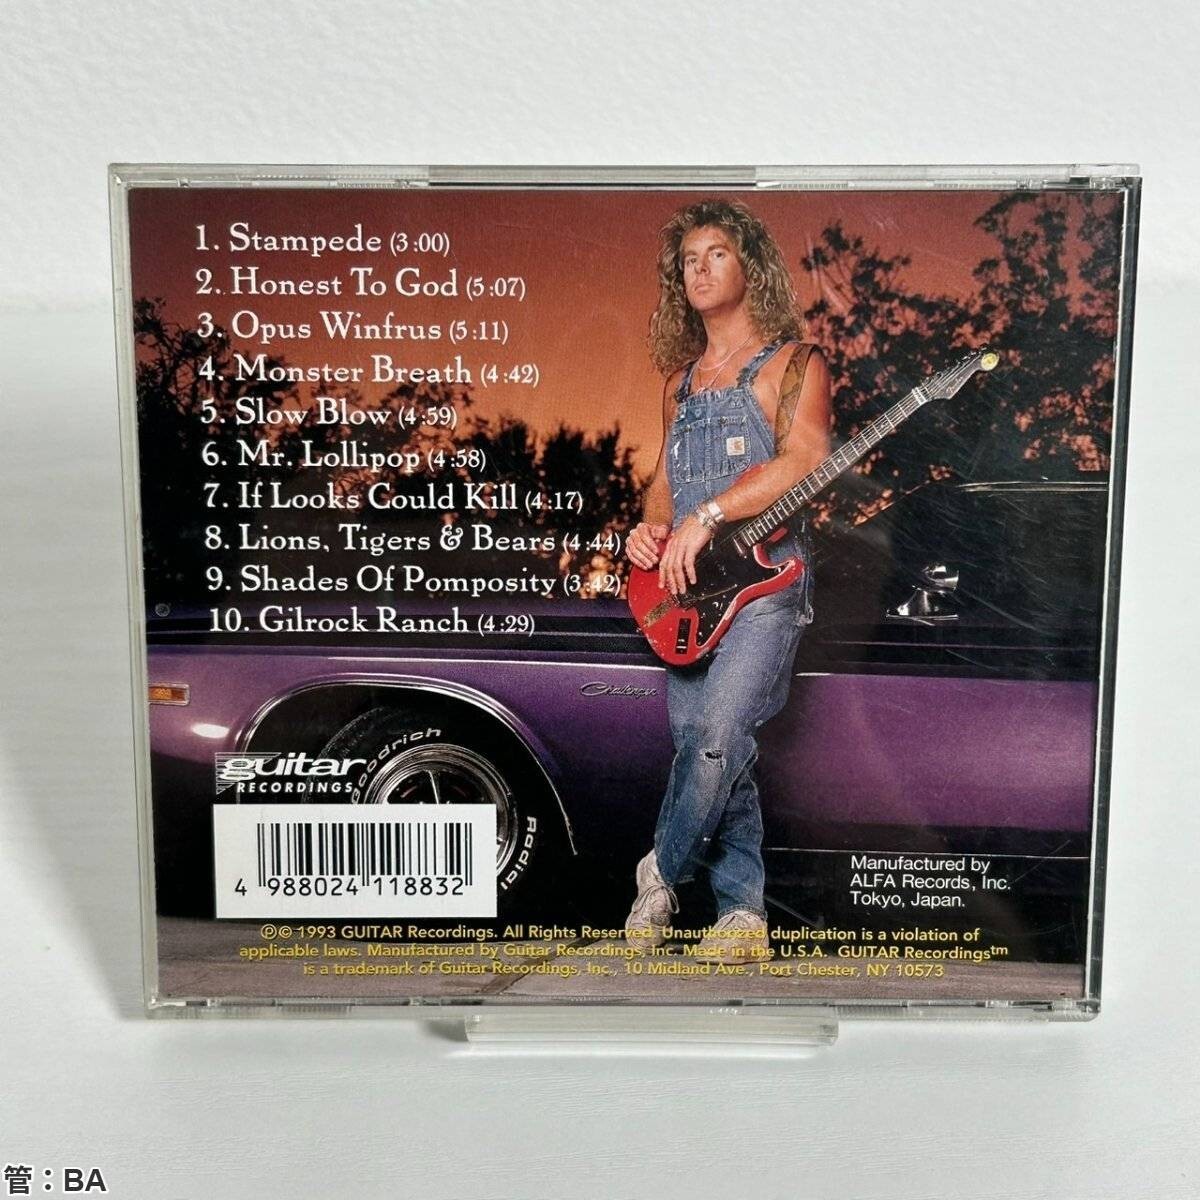 1. Stampede (3:00)
2. Honest To God (5:07)
3. Opus Winfrus (5:11)
4. Monster Breath (4:42)
5. Slow Blow (4:59)
6. Mr. Lollipop (4:58)
7. If Looks Could Kill (4:17)
8. Lions, Tigers & Bears (4:44)
9. Shades Of Pomposity (3:42)
10. Gilrock Ranch (4:29)
Challenger
guitar
RECORDINGS
Goodrich
Radial
4 988024 118832
Manufactured by
ALFA Records, Inc.
Tokyo, Japan.
℗© 1993 GUITAR Recordings. All Rights Reserved. Unauthorized duplication is a violation of
applicable laws. Manufactured by Guitar Recordings, Inc. Made in the U.S.A. GUITAR Recordings™
is a trademark of Guitar Recordings, Inc., 10 Midland Ave., Port Chester, NY 10573
管：BA